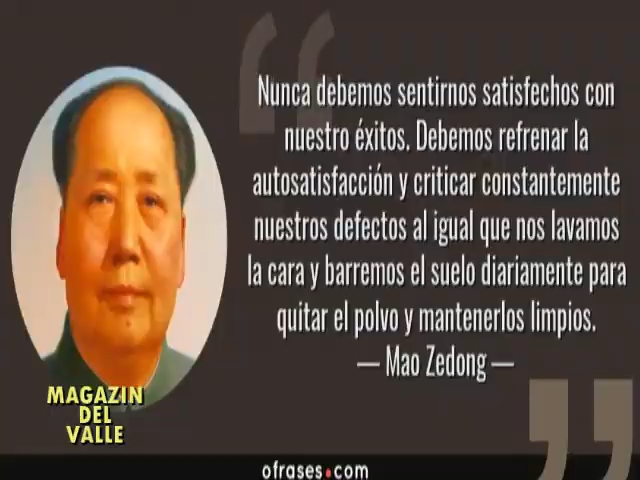 Nunca debemos sentirnos satisfechos con
nuestro éxitos. Debemos refrenar la
autosatisfacción y criticar constantemente
nuestros defectos al igual que nos lavamos
la cara y barremos el suelo diariamente para
quitar el polvo y mantenerlos limpios.
— Mao Zedong —
MAGAZIN
DEL
VALLE
ofrases.com